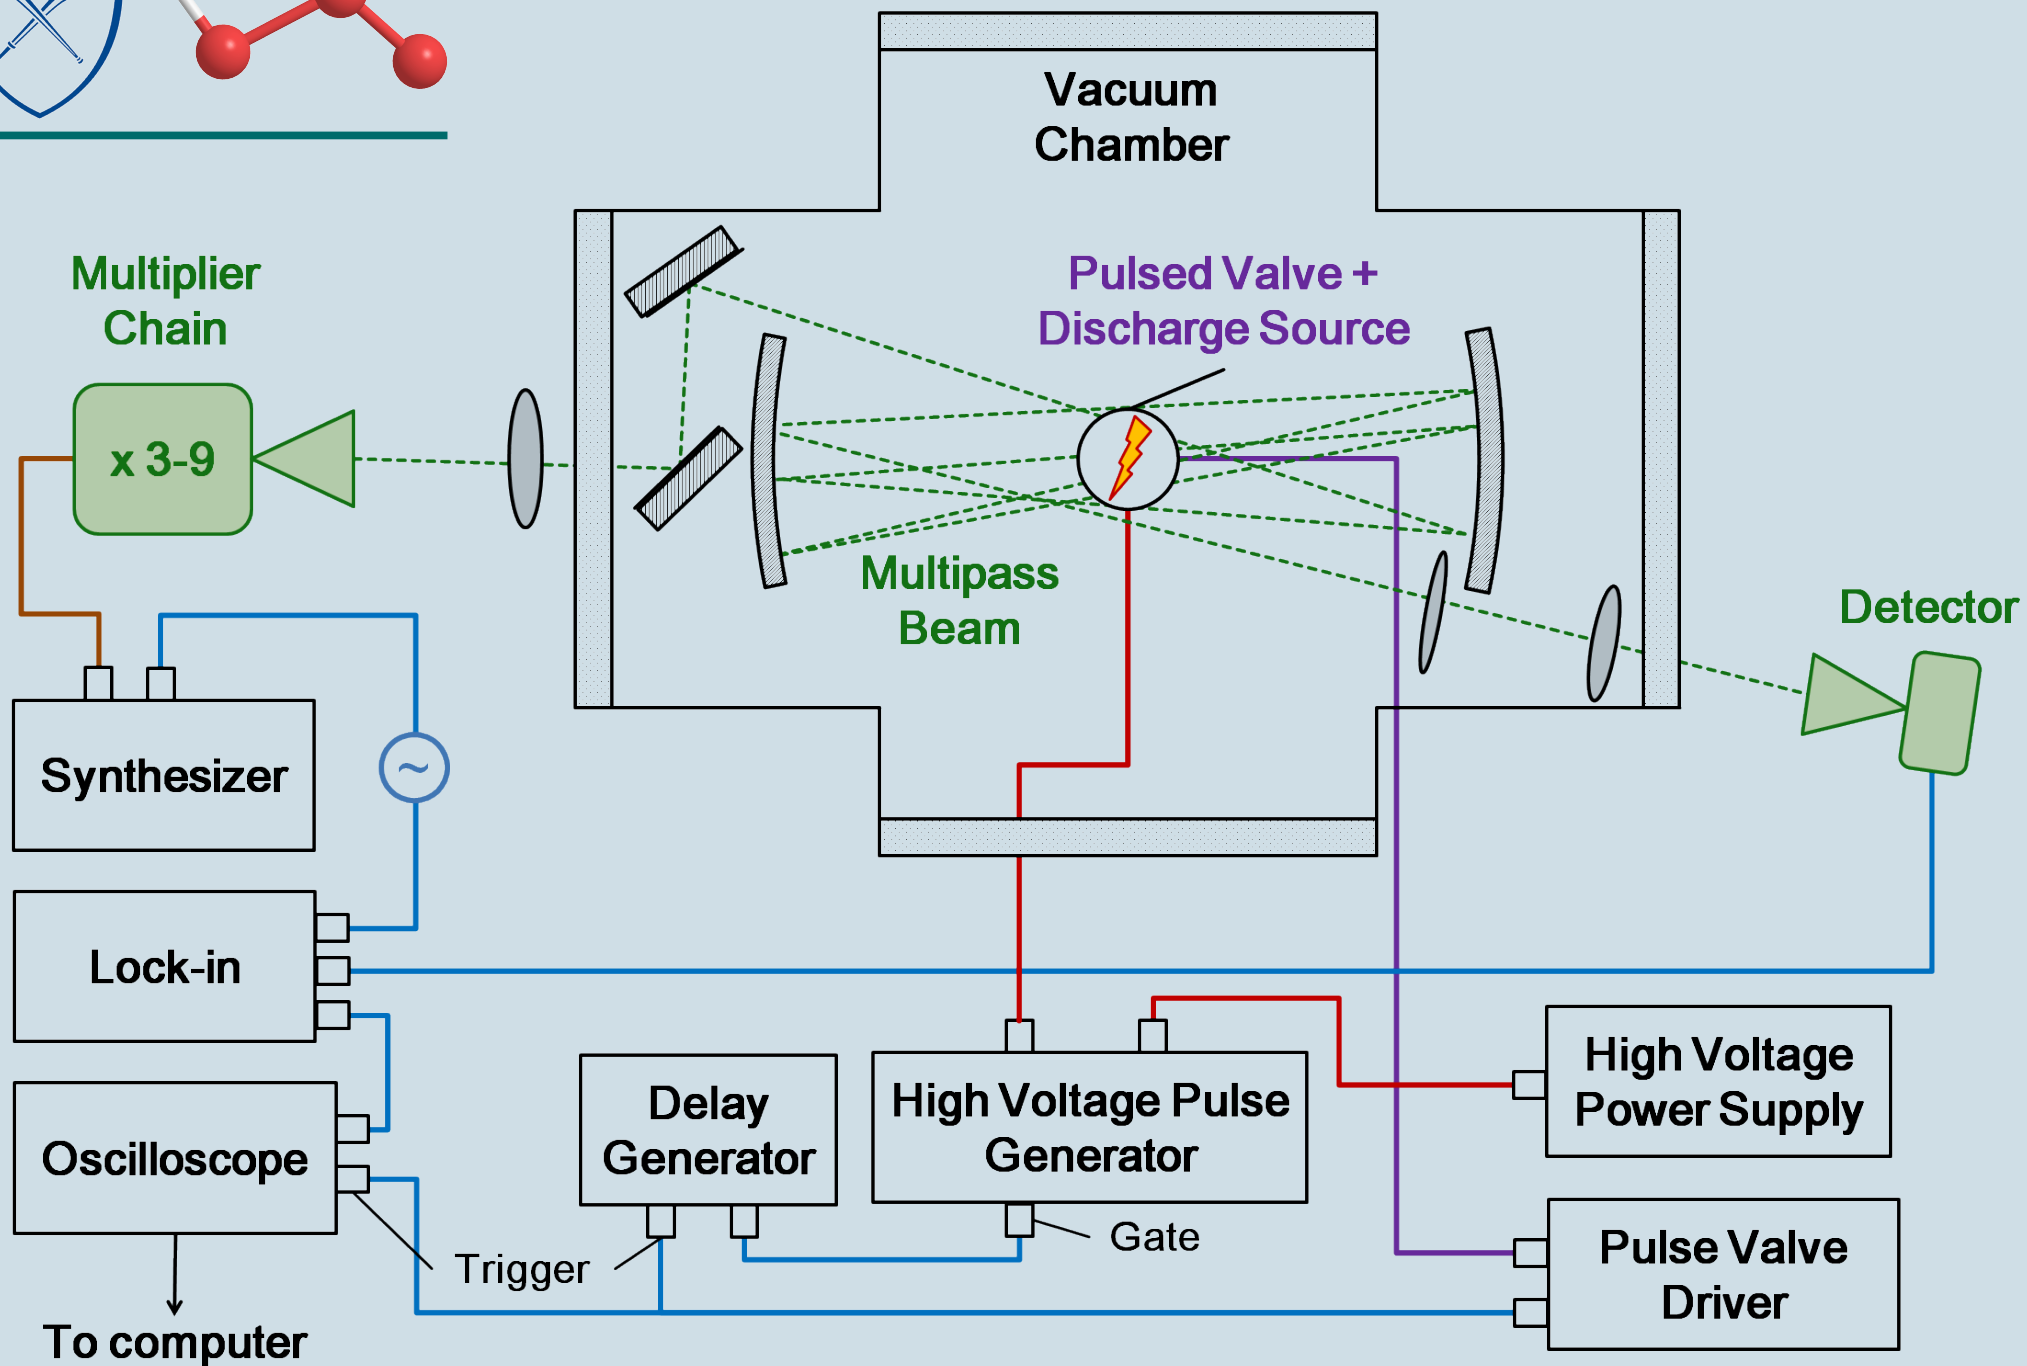 Vacuum
Chamber
Multiplier
Chain
x 3-9
Pulsed Valve +
Discharge Source
Multipass
Beam
Detector
Synthesizer
~
Lock-in
Oscilloscope
To computer
Trigger
Delay
Generator
High Voltage Pulse
Generator
Gate
High Voltage
Power Supply
Pulse Valve
Driver